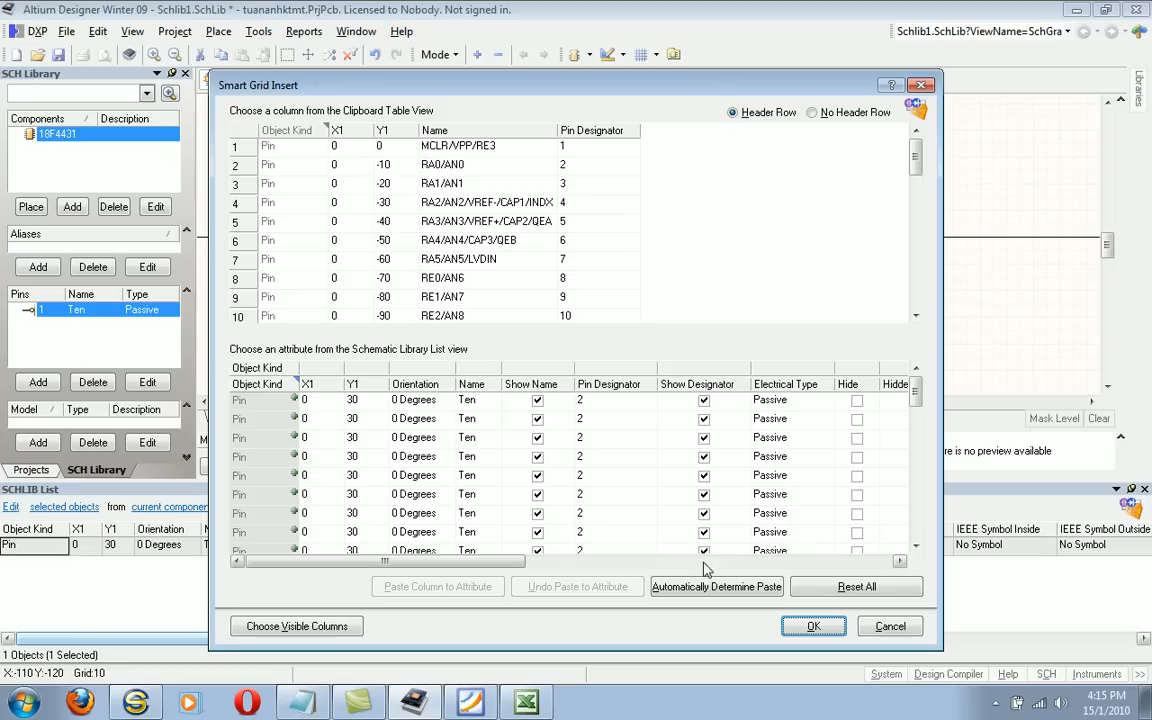 Altium Designer Winter 09 - Schlib1.SchLib * - tuananhktmt.PrjPcb. Licensed to Nobody. Not signed in.
DXP File Edit View Project Place Tools Reports Window Help
Schlib1.SchLib?ViewName=SchGra
Mode
SCH Library
Components / Description
18F4431
Place Add Delete Edit
Aliases /
Add Delete Edit
Pins / Name Type
1 Ten Passive
Add Delete Edit
Model / Type Description
Add Delete Edit
Projects SCH Library
Smart Grid Insert
Choose a column from the Clipboard Table View
Header Row No Header Row
Object Kind X1 Y1 Name Pin Designator
1 Pin 0 0 MCLR/VPP/RE3 1
2 Pin 0 -10 RA0/AN0 2
3 Pin 0 -20 RA1/AN1 3
4 Pin 0 -30 RA2/AN2/VREF-/CAP1/INDX 4
5 Pin 0 -40 RA3/AN3/VREF+/CAP2/QEA 5
6 Pin 0 -50 RA4/AN4/CAP3/QEB 6
7 Pin 0 -60 RA5/AN5/LVDIN 7
8 Pin 0 -70 RE0/AN6 8
9 Pin 0 -80 RE1/AN7 9
10 Pin 0 -90 RE2/AN8 10
Choose an attribute from the Schematic Library List view
Object Kind
Object Kind X1 Y1 Orientation Name Show Name Pin Designator Show Designator Electrical Type Hide Hidde
Pin 0 30 0 Degrees Ten 2 Passive
Pin 0 30 0 Degrees Ten 2 Passive
Pin 0 30 0 Degrees Ten 2 Passive
Pin 0 30 0 Degrees Ten 2 Passive
Pin 0 30 0 Degrees Ten 2 Passive
Pin 0 30 0 Degrees Ten 2 Passive
Pin 0 30 0 Degrees Ten 2 Passive
Pin 0 30 0 Degrees Ten 2 Passive
Pin 0 30 0 Degrees Ten 2 Passive
Paste Column to Attribute Undo Paste to Attribute Automatically Determine Paste Reset All
Choose Visible Columns OK Cancel
Libraries
Mask Level Clear
re is no preview available
SCHLIB List
Edit selected objects from current componen
Object Kind X1 Y1 Orientation IEEE Symbol Inside IEEE Symbol Outside
Pin 0 30 0 Degrees No Symbol No Symbol
1 Objects (1 Selected)
X:-110 Y:-120 Grid:10
System Design Compiler Help SCH Instruments >>
4:15 PM
15/1/2010